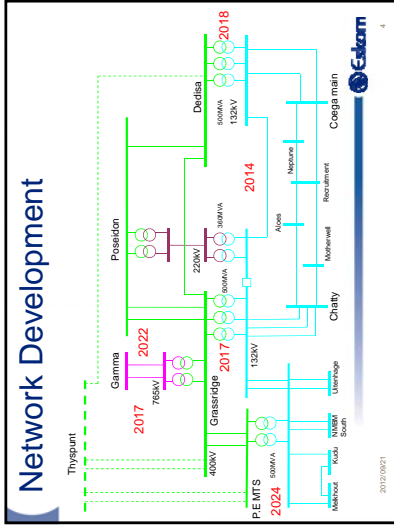 Network Development
Thyspunt
Gamma
Poseidon
Dedisa
2018
2017
2022
765kV
500MVA
132kV
Grassridge
400kV
2017
500MVA
220kV
360MVA
2014
132kV
P.E MTS
500MVA
2024
Melkhout
Kudu
NMBM
South
Uitenhage
Chatty
Motherwell
Aloes
Recruitment
Neptune
Coega main
2012/09/21
Eskom
4